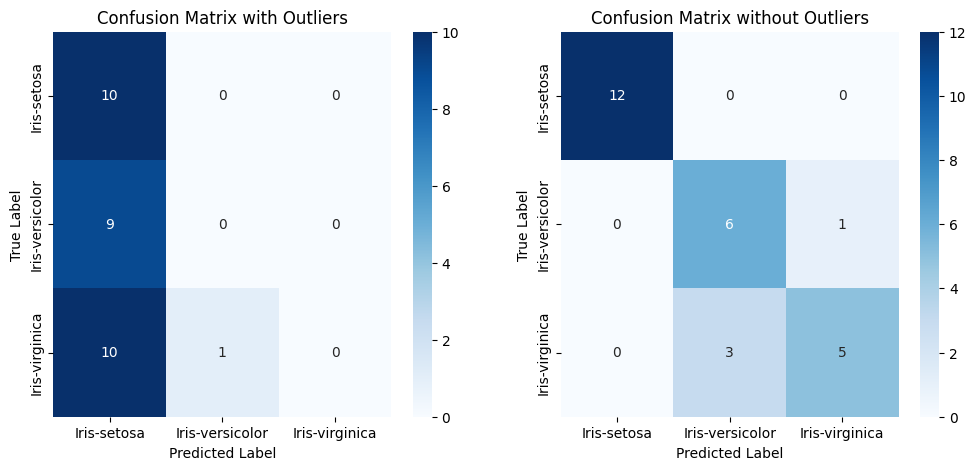 Confusion Matrix with Outliers
True Label
Iris-setosa
Iris-versicolor
Iris-virginica
10 0 0
9 0 0
10 1 0
Iris-setosa Iris-versicolor Iris-virginica
Predicted Label
10
8
6
4
2
0
Confusion Matrix without Outliers
True Label
Iris-setosa
Iris-versicolor
Iris-virginica
12 0 0
0 6 1
0 3 5
Iris-setosa Iris-versicolor Iris-virginica
Predicted Label
12
10
8
6
4
2
0